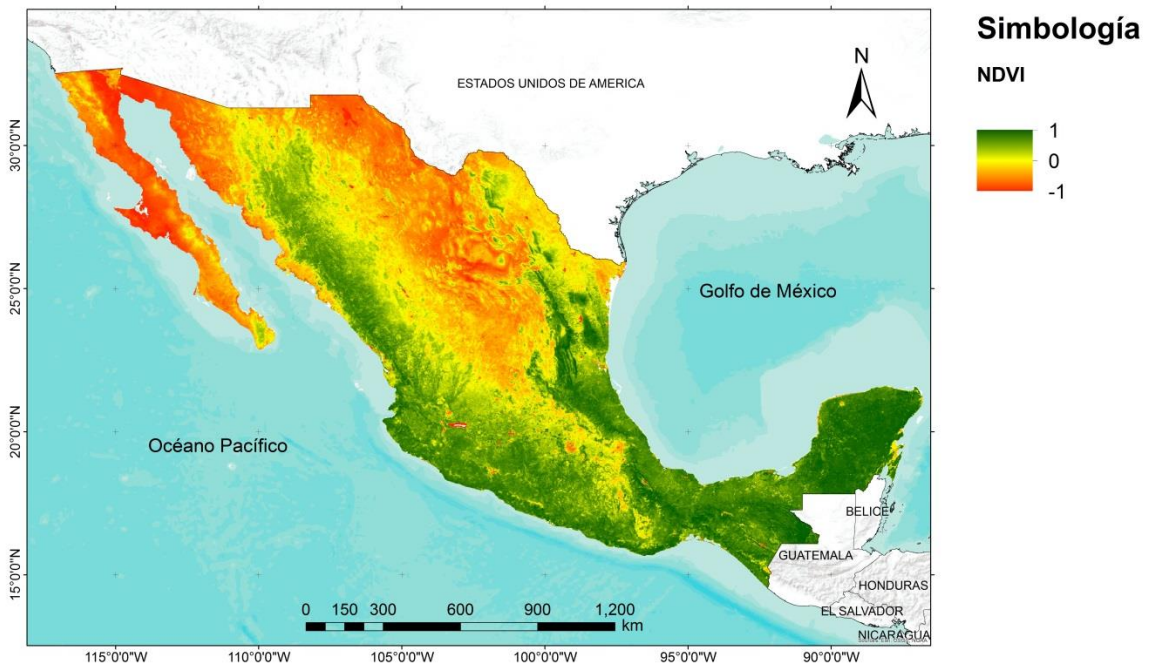 Simbología
NDVI
1
0
-1
N
ESTADOS UNIDOS DE AMERICA
Golfo de México
Océano Pacífico
BELICE
GUATEMALA
HONDURAS
EL SALVADOR
NICARAGUA
0 150 300 600 900 1,200
km
30°0'0"N
25°0'0"N
20°0'0"N
15°0'0"N
115°0'0"W 110°0'0"W 105°0'0"W 100°0'0"W 95°0'0"W 90°0'0"W